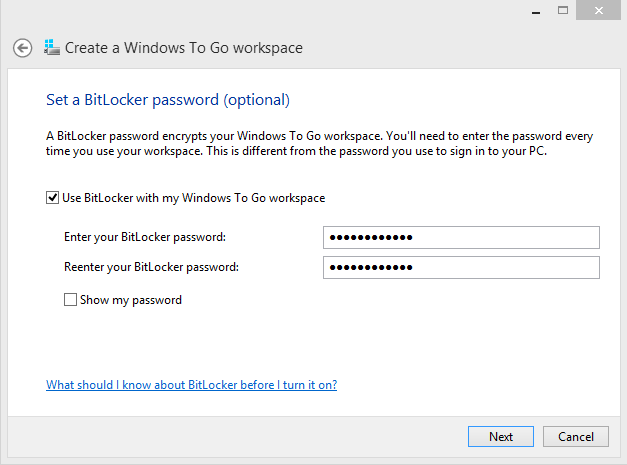 Create a Windows To Go workspace
Set a BitLocker password (optional)
A BitLocker password encrypts your Windows To Go workspace. You'll need to enter the password every
time you use your workspace. This is different from the password you use to sign in to your PC.
Use BitLocker with my Windows To Go workspace
Enter your BitLocker password: ●●●●●●●●●●●●
Reenter your BitLocker password: ●●●●●●●●●●●●
Show my password
What should I know about BitLocker before I turn it on?
Next Cancel